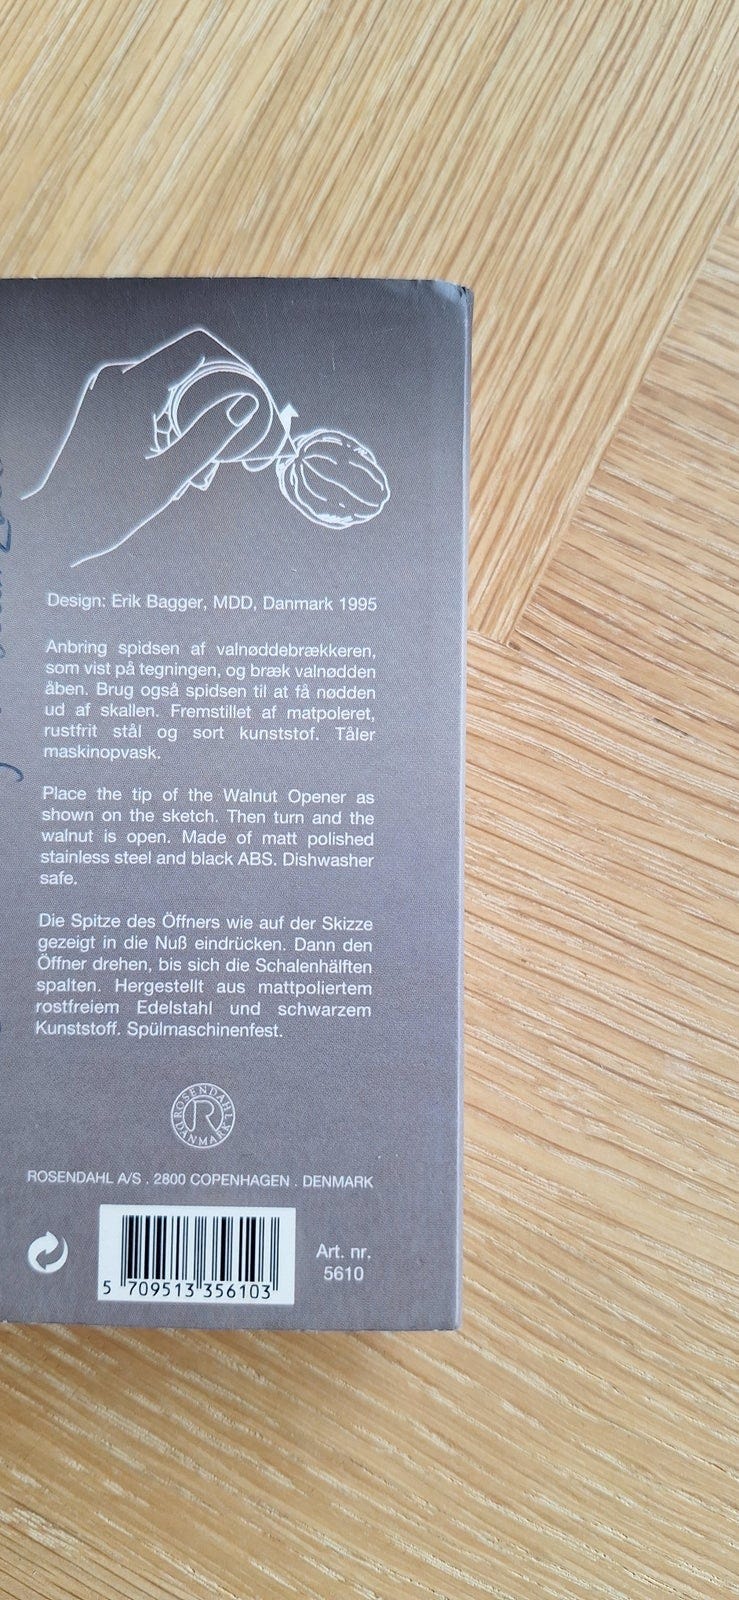 Design: Erik Bagger, MDD, Danmark 1995
Anbring spidsen af valnøddebrækkeren,
som vist på tegningen, og bræk valnødden
åben. Brug også spidsen til at få nødden
ud af skallen. Fremstillet af matpoleret,
rustfrit stål og sort kunststof. Tåler
maskinopvask.
Place the tip of the Walnut Opener as
shown on the sketch. Then turn and the
walnut is open. Made of matt polished
stainless steel and black ABS. Dishwasher
safe.
Die Spitze des Öffners wie auf der Skizze
gezeigt in die Nuß eindrücken. Dann den
Öffner drehen, bis sich die Schalenhälften
spalten. Hergestellt aus mattpoliertem
rostfreiem Edelstahl und schwarzem
Kunststoff. Spülmaschinenfest.
ROSENDAHL
R
DANMARK
ROSENDAHL A/S . 2800 COPENHAGEN . DENMARK
Art. nr.
5610
5 709513 356103